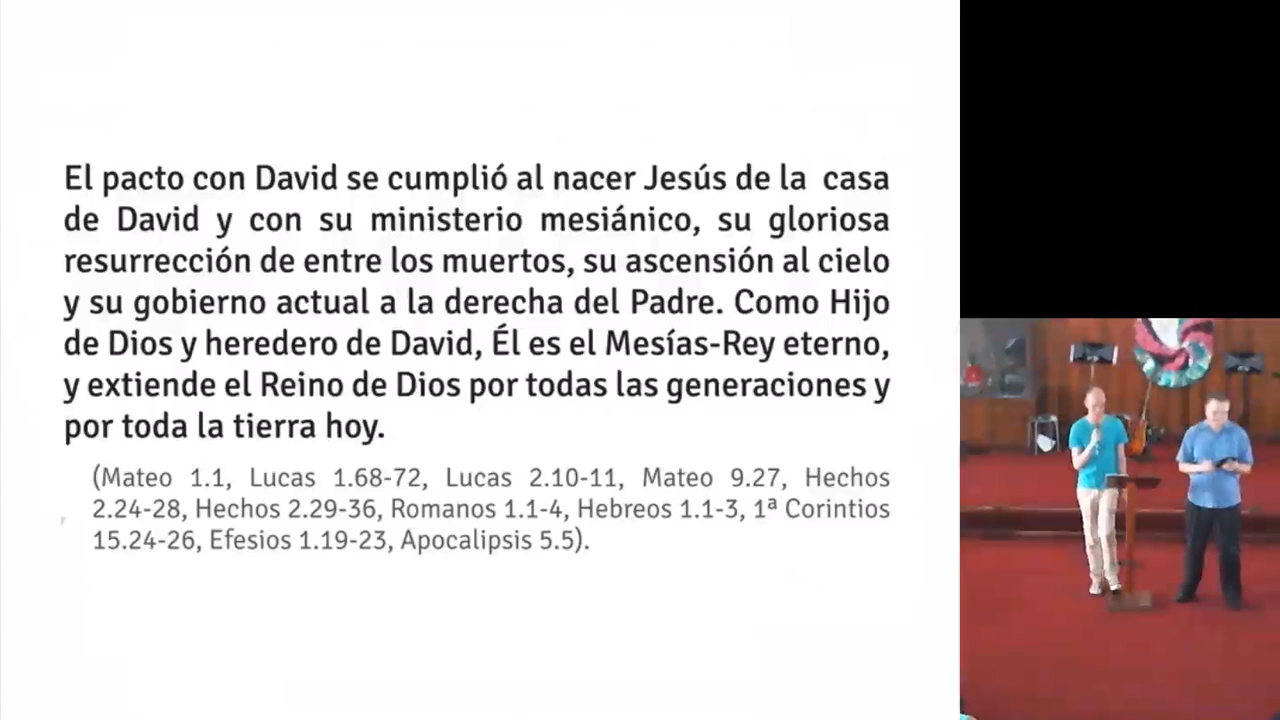 El pacto con David se cumplió al nacer Jesús de la casa
de David y con su ministerio mesiánico, su gloriosa
resurrección de entre los muertos, su ascensión al cielo
y su gobierno actual a la derecha del Padre. Como Hijo
de Dios y heredero de David, Él es el Mesías-Rey eterno,
y extiende el Reino de Dios por todas las generaciones y
por toda la tierra hoy.
(Mateo 1.1, Lucas 1.68-72, Lucas 2.10-11, Mateo 9.27, Hechos
2.24-28, Hechos 2.29-36, Romanos 1.1-4, Hebreos 1.1-3, 1ª Corintios
15.24-26, Efesios 1.19-23, Apocalipsis 5.5).